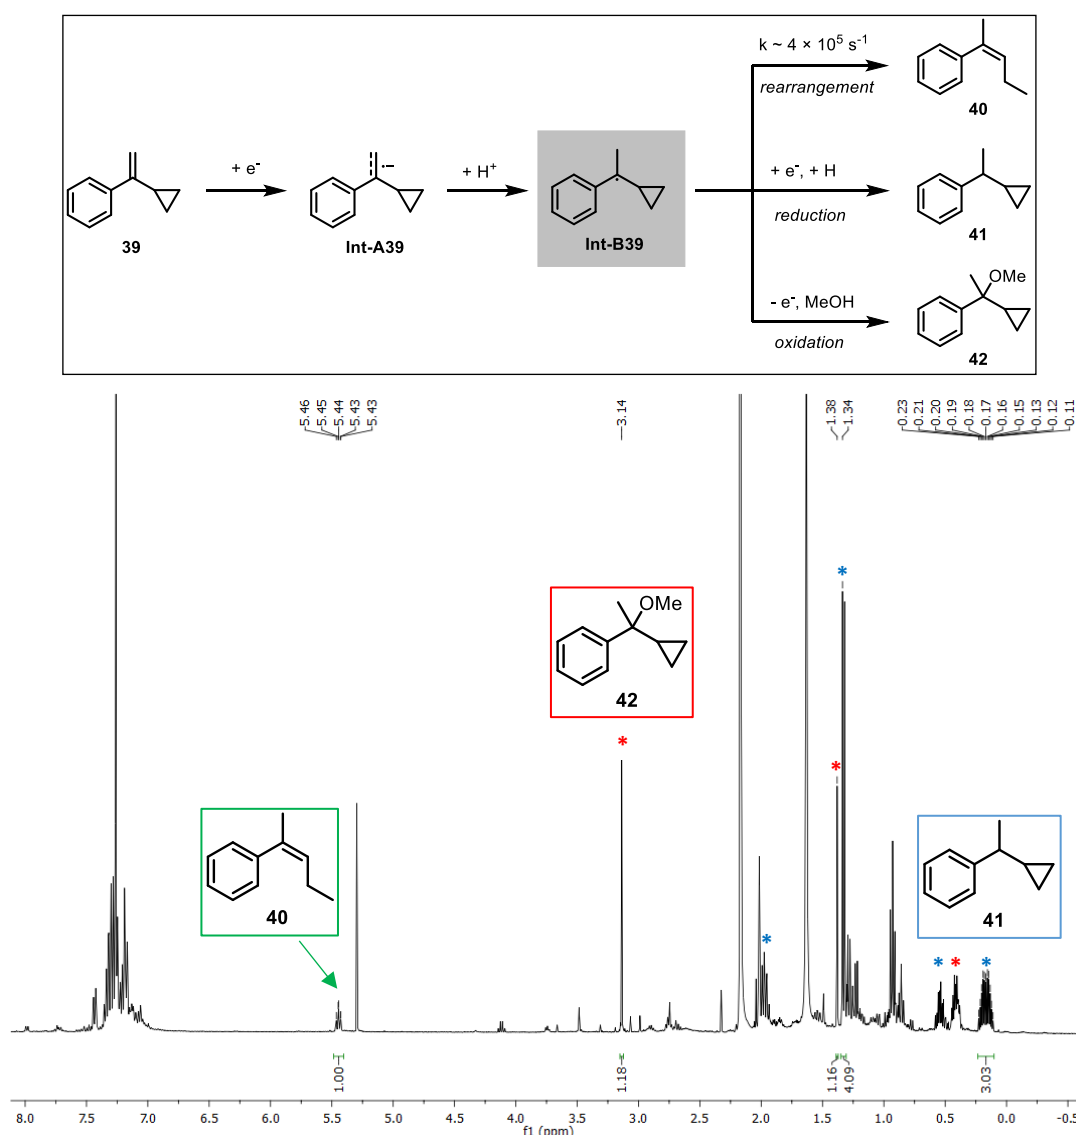 k ~ 4 × 10⁵ s⁻¹
rearrangement
40
+ e⁻
+ H⁺
+ e⁻, + H
reduction
39
Int-A39
Int-B39
41
OMe
- e⁻, MeOH
oxidation
42
5.46
5.45
5.44
5.43
5.43
3.14
1.38
1.34
0.23
0.21
0.20
0.19
0.18
0.17
0.16
0.15
0.13
0.12
0.11
*
OMe
42
*
*
40
41
*
*
*
*
1.00
1.18
1.16
4.09
3.03
8.0 7.5 7.0 6.5 6.0 5.5 5.0 4.5 4.0 3.5 3.0 2.5 2.0 1.5 1.0 0.5 0.0 -0.5
f1 (ppm)